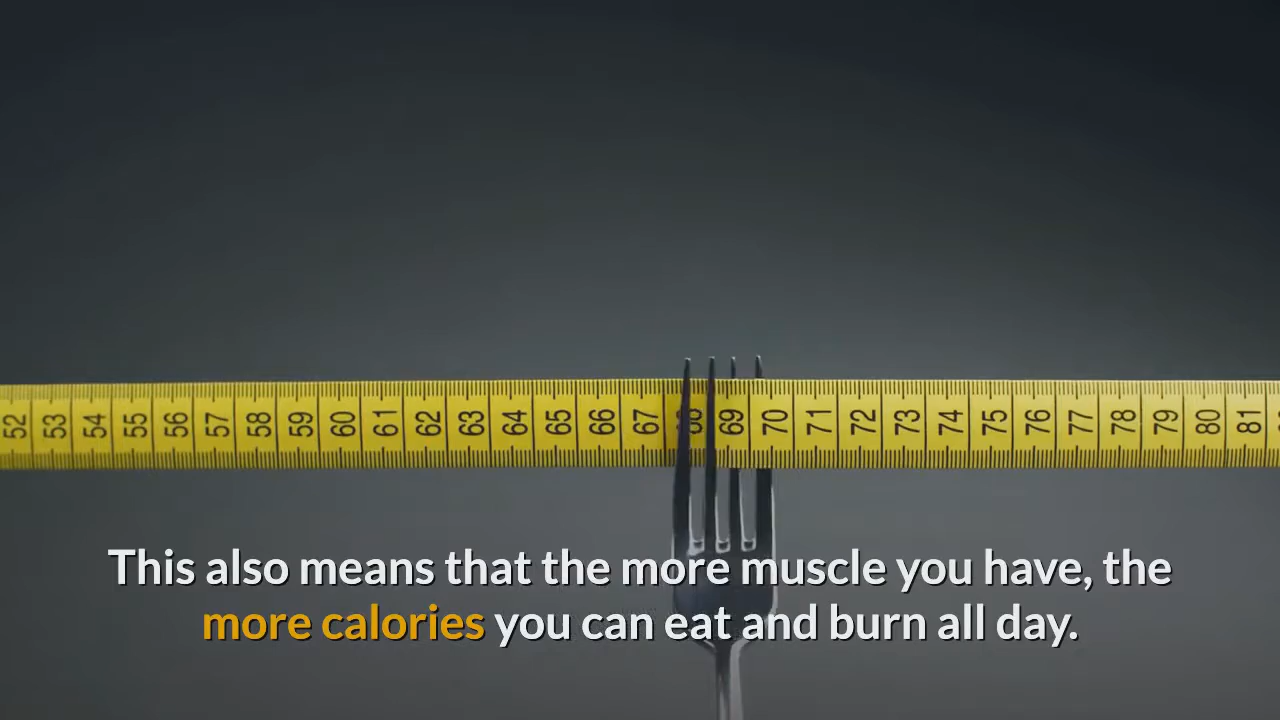 52 53 54 55 56 57 58 59 60 61 62 63 64 65 66 67 68 69 70 71 72 73 74 75 76 77 78 79 80 81
This also means that the more muscle you have, the
more calories you can eat and burn all day.